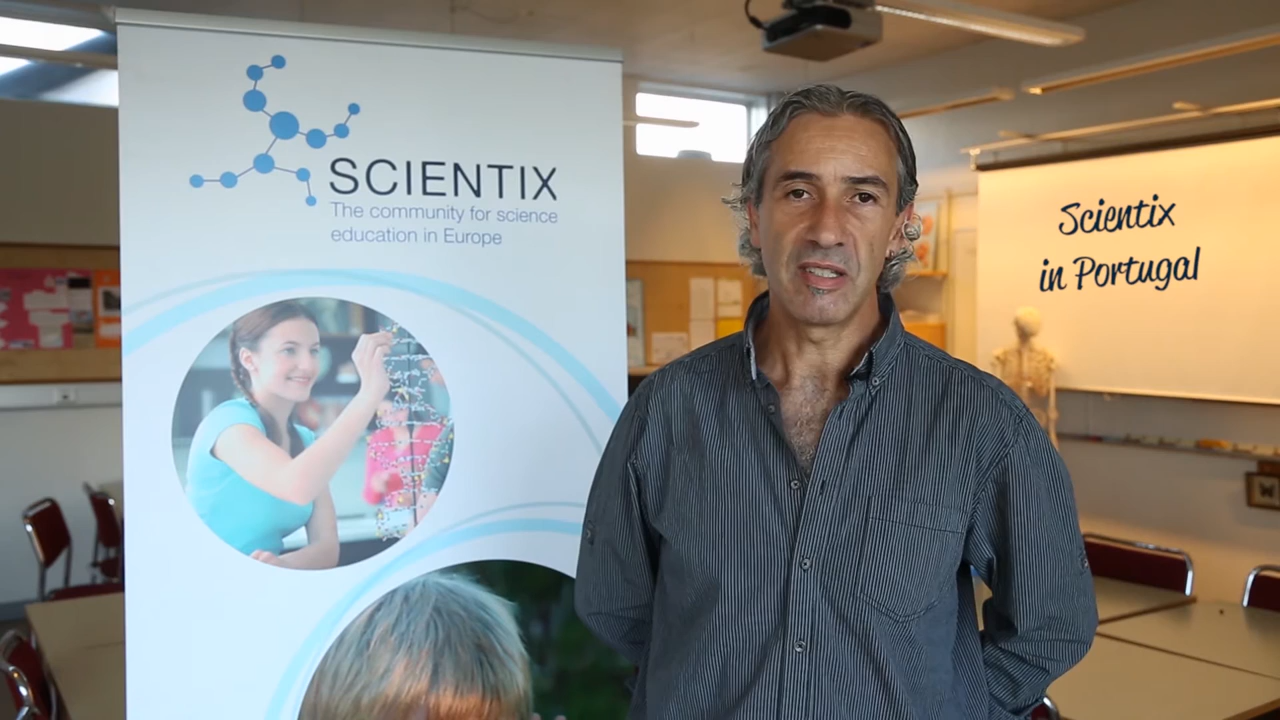 SCIENTIX
The community for science
education in Europe
Scientix
in Portugal